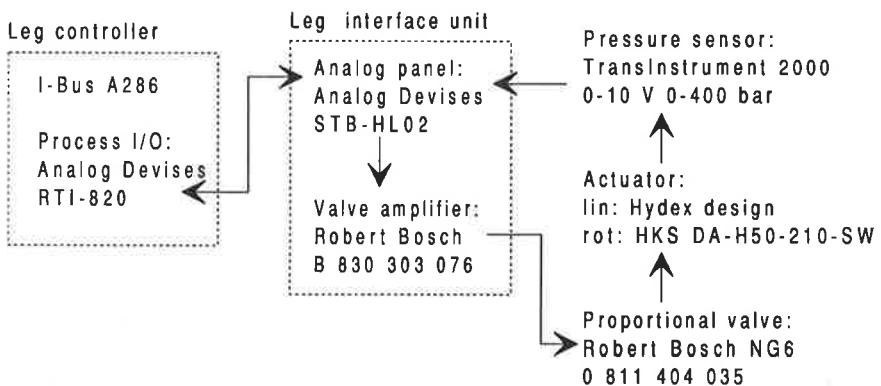 Leg controller
I-Bus A286
Process I/O:
Analog Devises
RTI-820
Leg interface unit
Analog panel:
Analog Devises
STB-HL02
Valve amplifier:
Robert Bosch
B 830 303 076
Pressure sensor:
TransInstrument 2000
0-10 V 0-400 bar
Actuator:
lin: Hydex design
rot: HKS DA-H50-210-SW
Proportional valve:
Robert Bosch NG6
0 811 404 035